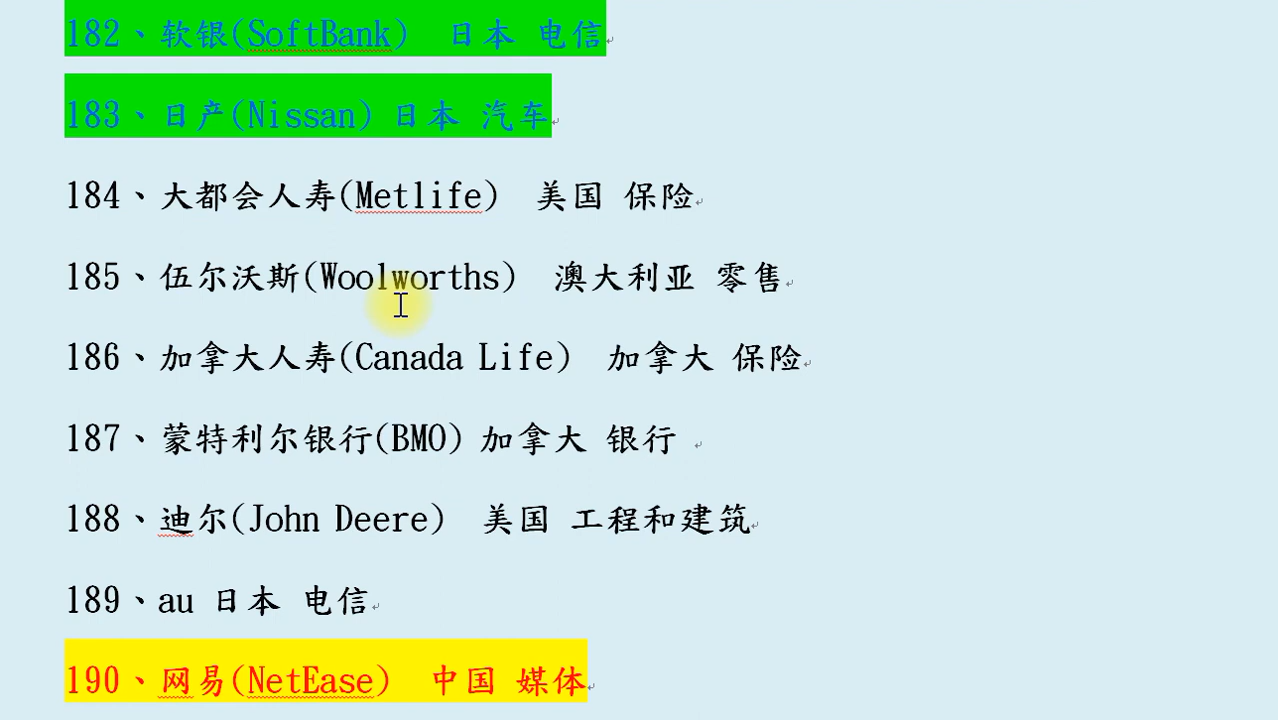 182、软银(SoftBank) 日本 电信
183、日产(Nissan) 日本 汽车
184、大都会人寿(Metlife) 美国 保险
185、伍尔沃斯(Woolworths) 澳大利亚 零售
186、加拿大人寿(Canada Life) 加拿大 保险
187、蒙特利尔银行(BMO) 加拿大 银行
188、迪尔(John Deere) 美国 工程和建筑
189、au 日本 电信
190、网易(NetEase) 中国 媒体